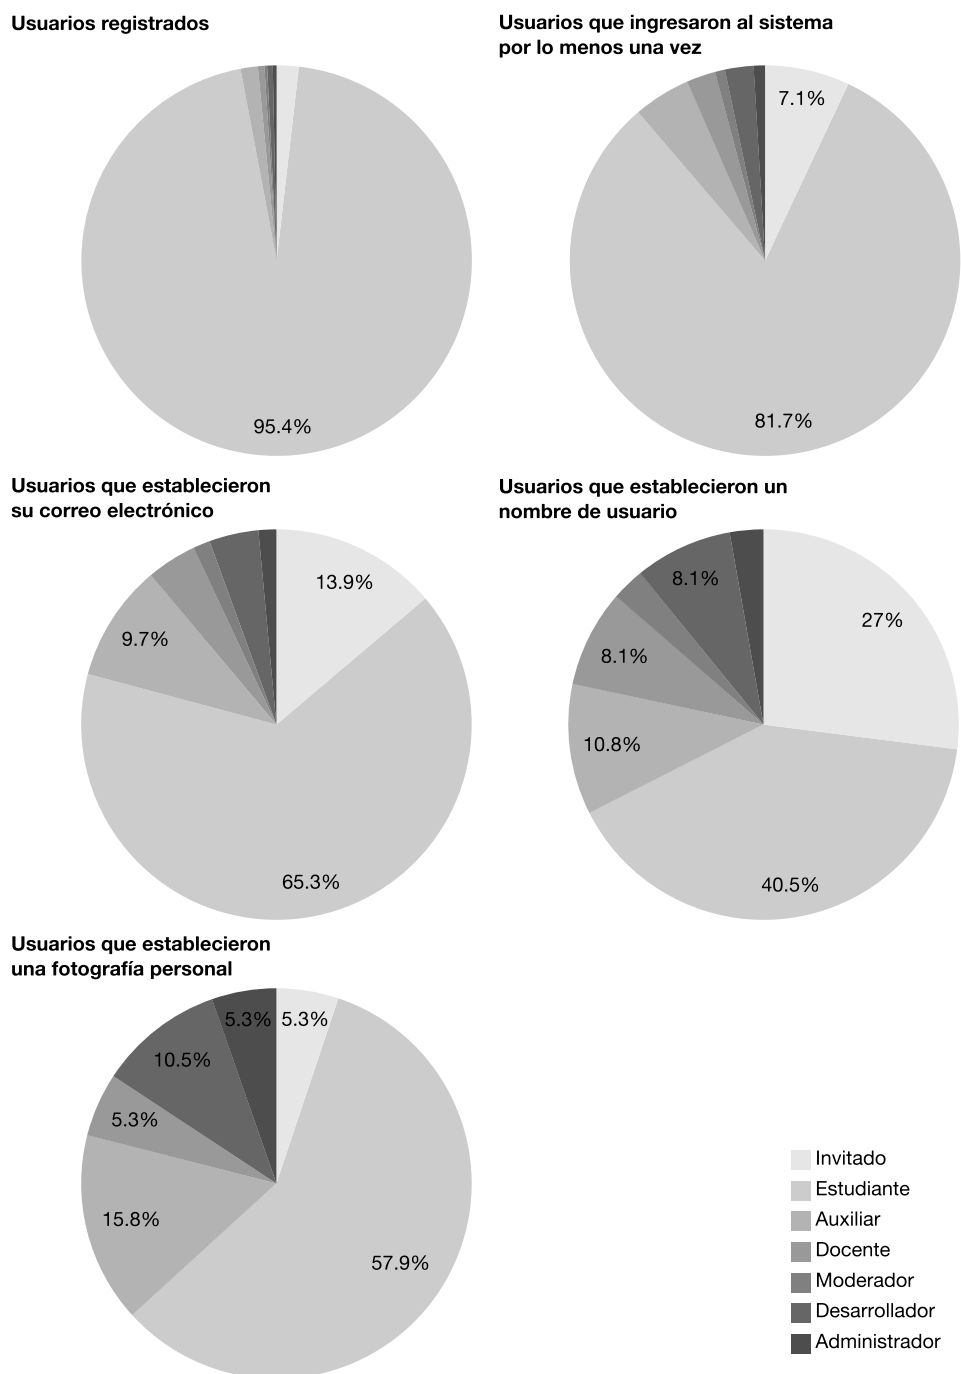 Usuarios registrados
95.4%
Usuarios que ingresaron al sistema
por lo menos una vez
7.1%
81.7%
Usuarios que establecieron
su correo electrónico
13.9%
9.7%
65.3%
Usuarios que establecieron un
nombre de usuario
8.1%
27%
8.1%
10.8%
40.5%
Usuarios que establecieron
una fotografía personal
5.3%
5.3%
10.5%
5.3%
15.8%
57.9%
Invitado
Estudiante
Auxiliar
Docente
Moderador
Desarrollador
Administrador